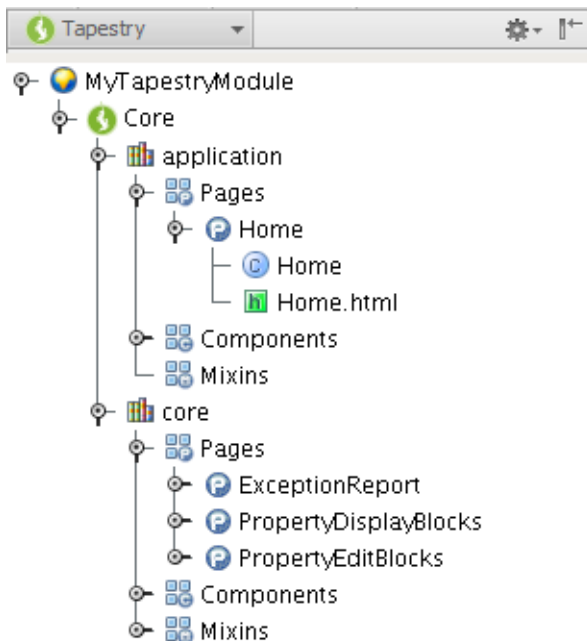 Tapestry
MyTapestryModule
Core
application
Pages
Home
Home
Home.html
Components
Mixins
core
Pages
ExceptionReport
PropertyDisplayBlocks
PropertyEditBlocks
Components
Mixins